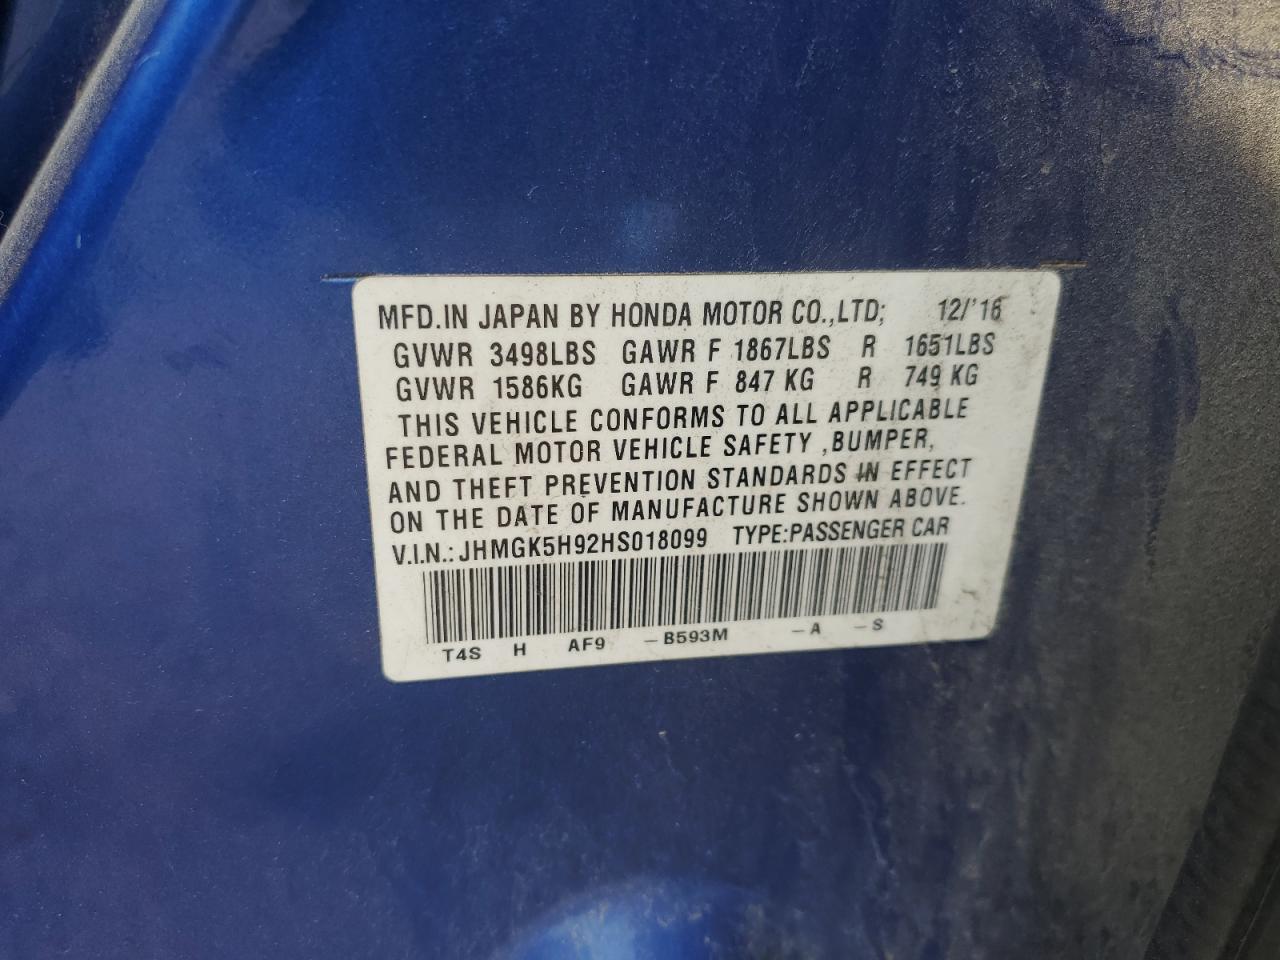 MFD.IN JAPAN BY HONDA MOTOR CO.,LTD; 12/'16
GVWR 3498LBS GAWR F 1867LBS R 1651LBS
GVWR 1586KG GAWR F 847 KG R 749 KG
THIS VEHICLE CONFORMS TO ALL APPLICABLE
FEDERAL MOTOR VEHICLE SAFETY ,BUMPER,
AND THEFT PREVENTION STANDARDS IN EFFECT
ON THE DATE OF MANUFACTURE SHOWN ABOVE.
V.I.N.: JHMGK5H92HS018099 TYPE:PASSENGER CAR
T4S H AF9 – B593M – A – S